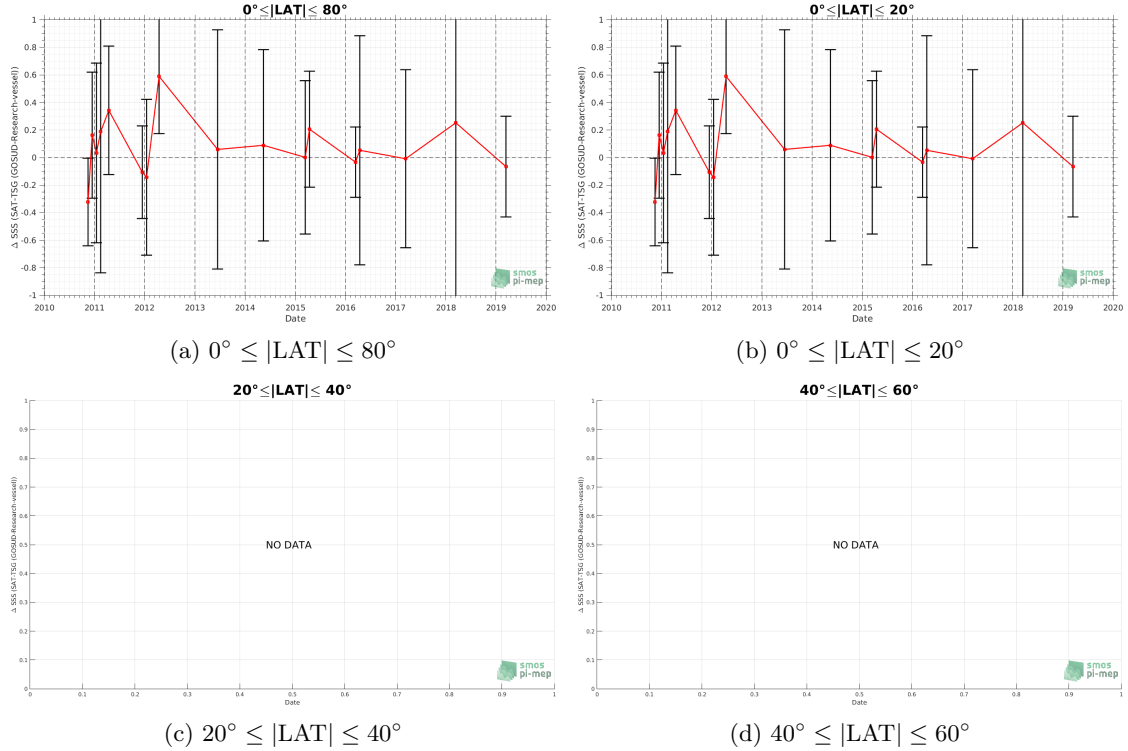 0°≤|LAT|≤ 80°
Δ SSS (SAT-TSG (GOSUD-Research-vessel))
1
0.8
0.6
0.4
0.2
0
-0.2
-0.4
-0.6
-0.8
-1
2010 2011 2012 2013 2014 2015 2016 2017 2018 2019 2020
Date
smos
pi-mep
(a) 0° ≤ |LAT| ≤ 80°
0°≤|LAT|≤ 20°
Δ SSS (SAT-TSG (GOSUD-Research-vessel))
1
0.8
0.6
0.4
0.2
0
-0.2
-0.4
-0.6
-0.8
-1
2010 2011 2012 2013 2014 2015 2016 2017 2018 2019 2020
Date
smos
pi-mep
(b) 0° ≤ |LAT| ≤ 20°
20°≤|LAT|≤ 40°
Δ SSS (SAT-TSG (GOSUD-Research-vessel))
1
0.9
0.8
0.7
0.6
0.5
0.4
0.3
0.2
0.1
0
NO DATA
0 0.1 0.2 0.3 0.4 0.5 0.6 0.7 0.8 0.9 1
Date
smos
pi-mep
(c) 20° ≤ |LAT| ≤ 40°
40°≤|LAT|≤ 60°
Δ SSS (SAT-TSG (GOSUD-Research-vessel))
1
0.9
0.8
0.7
0.6
0.5
0.4
0.3
0.2
0.1
0
NO DATA
0 0.1 0.2 0.3 0.4 0.5 0.6 0.7 0.8 0.9 1
Date
smos
pi-mep
(d) 40° ≤ |LAT| ≤ 60°